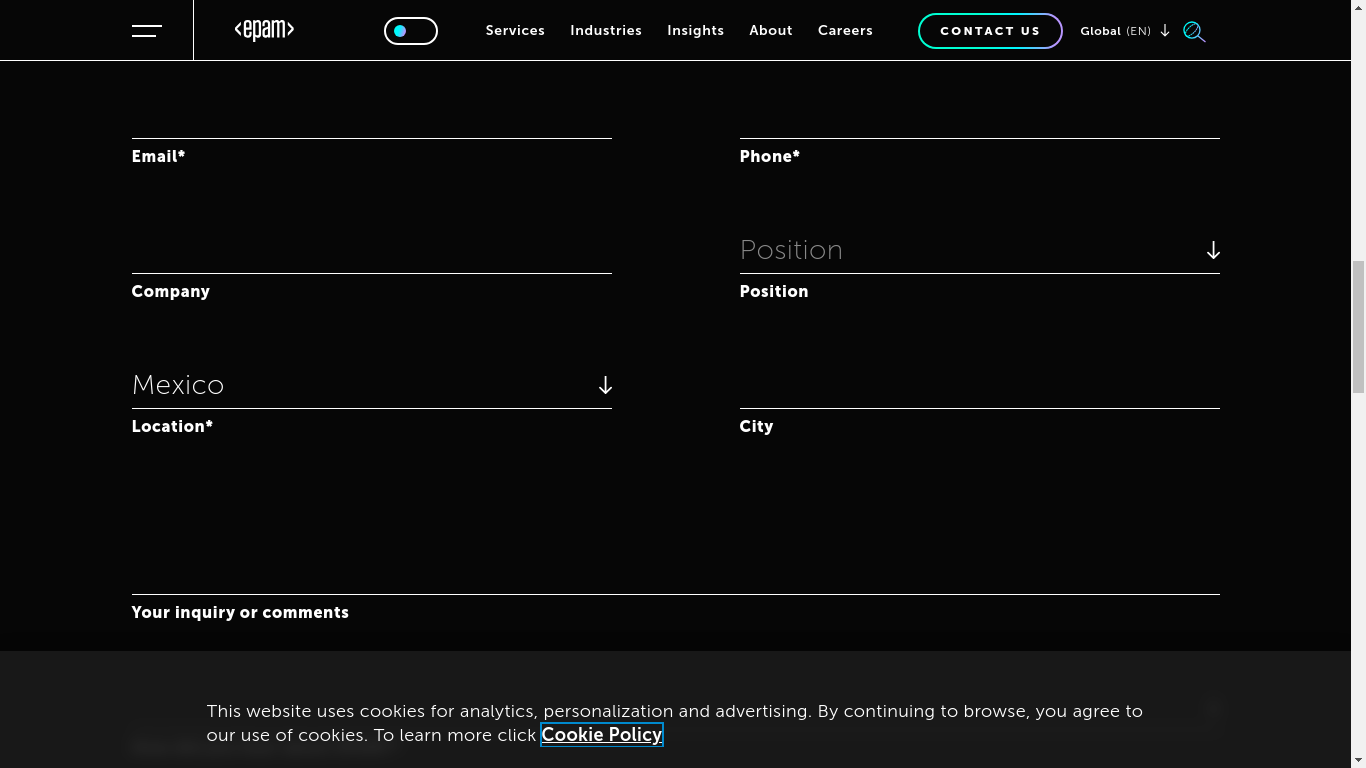 <epam>
Services Industries Insights About Careers CONTACT US Global (EN)
Email* Phone*
Position
Company Position
Mexico
Location* City
Your inquiry or comments
This website uses cookies for analytics, personalization and advertising. By continuing to browse, you agree to
our use of cookies. To learn more click Cookie Policy